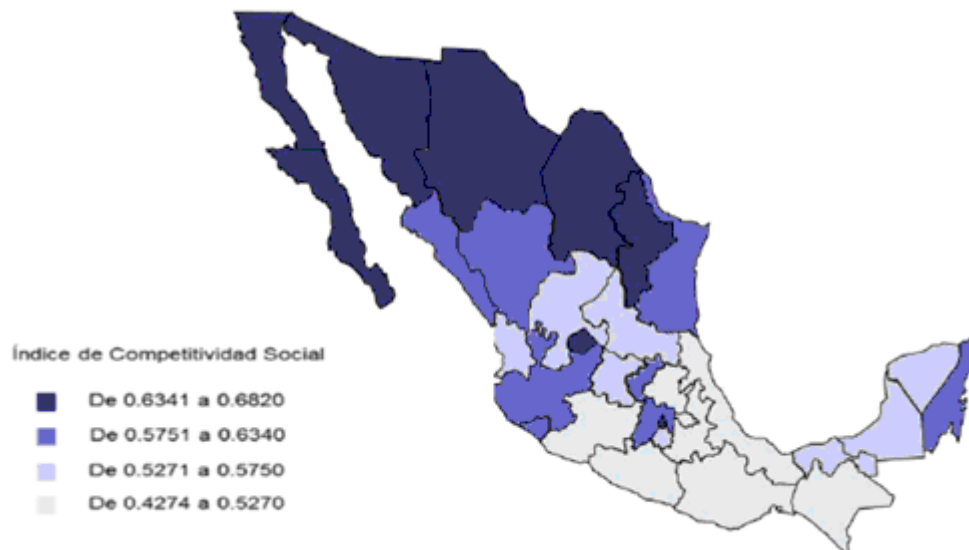 Índice de Competitividad Social
De 0.6341 a 0.6820
De 0.5751 a 0.6340
De 0.5271 a 0.5750
De 0.4274 a 0.5270